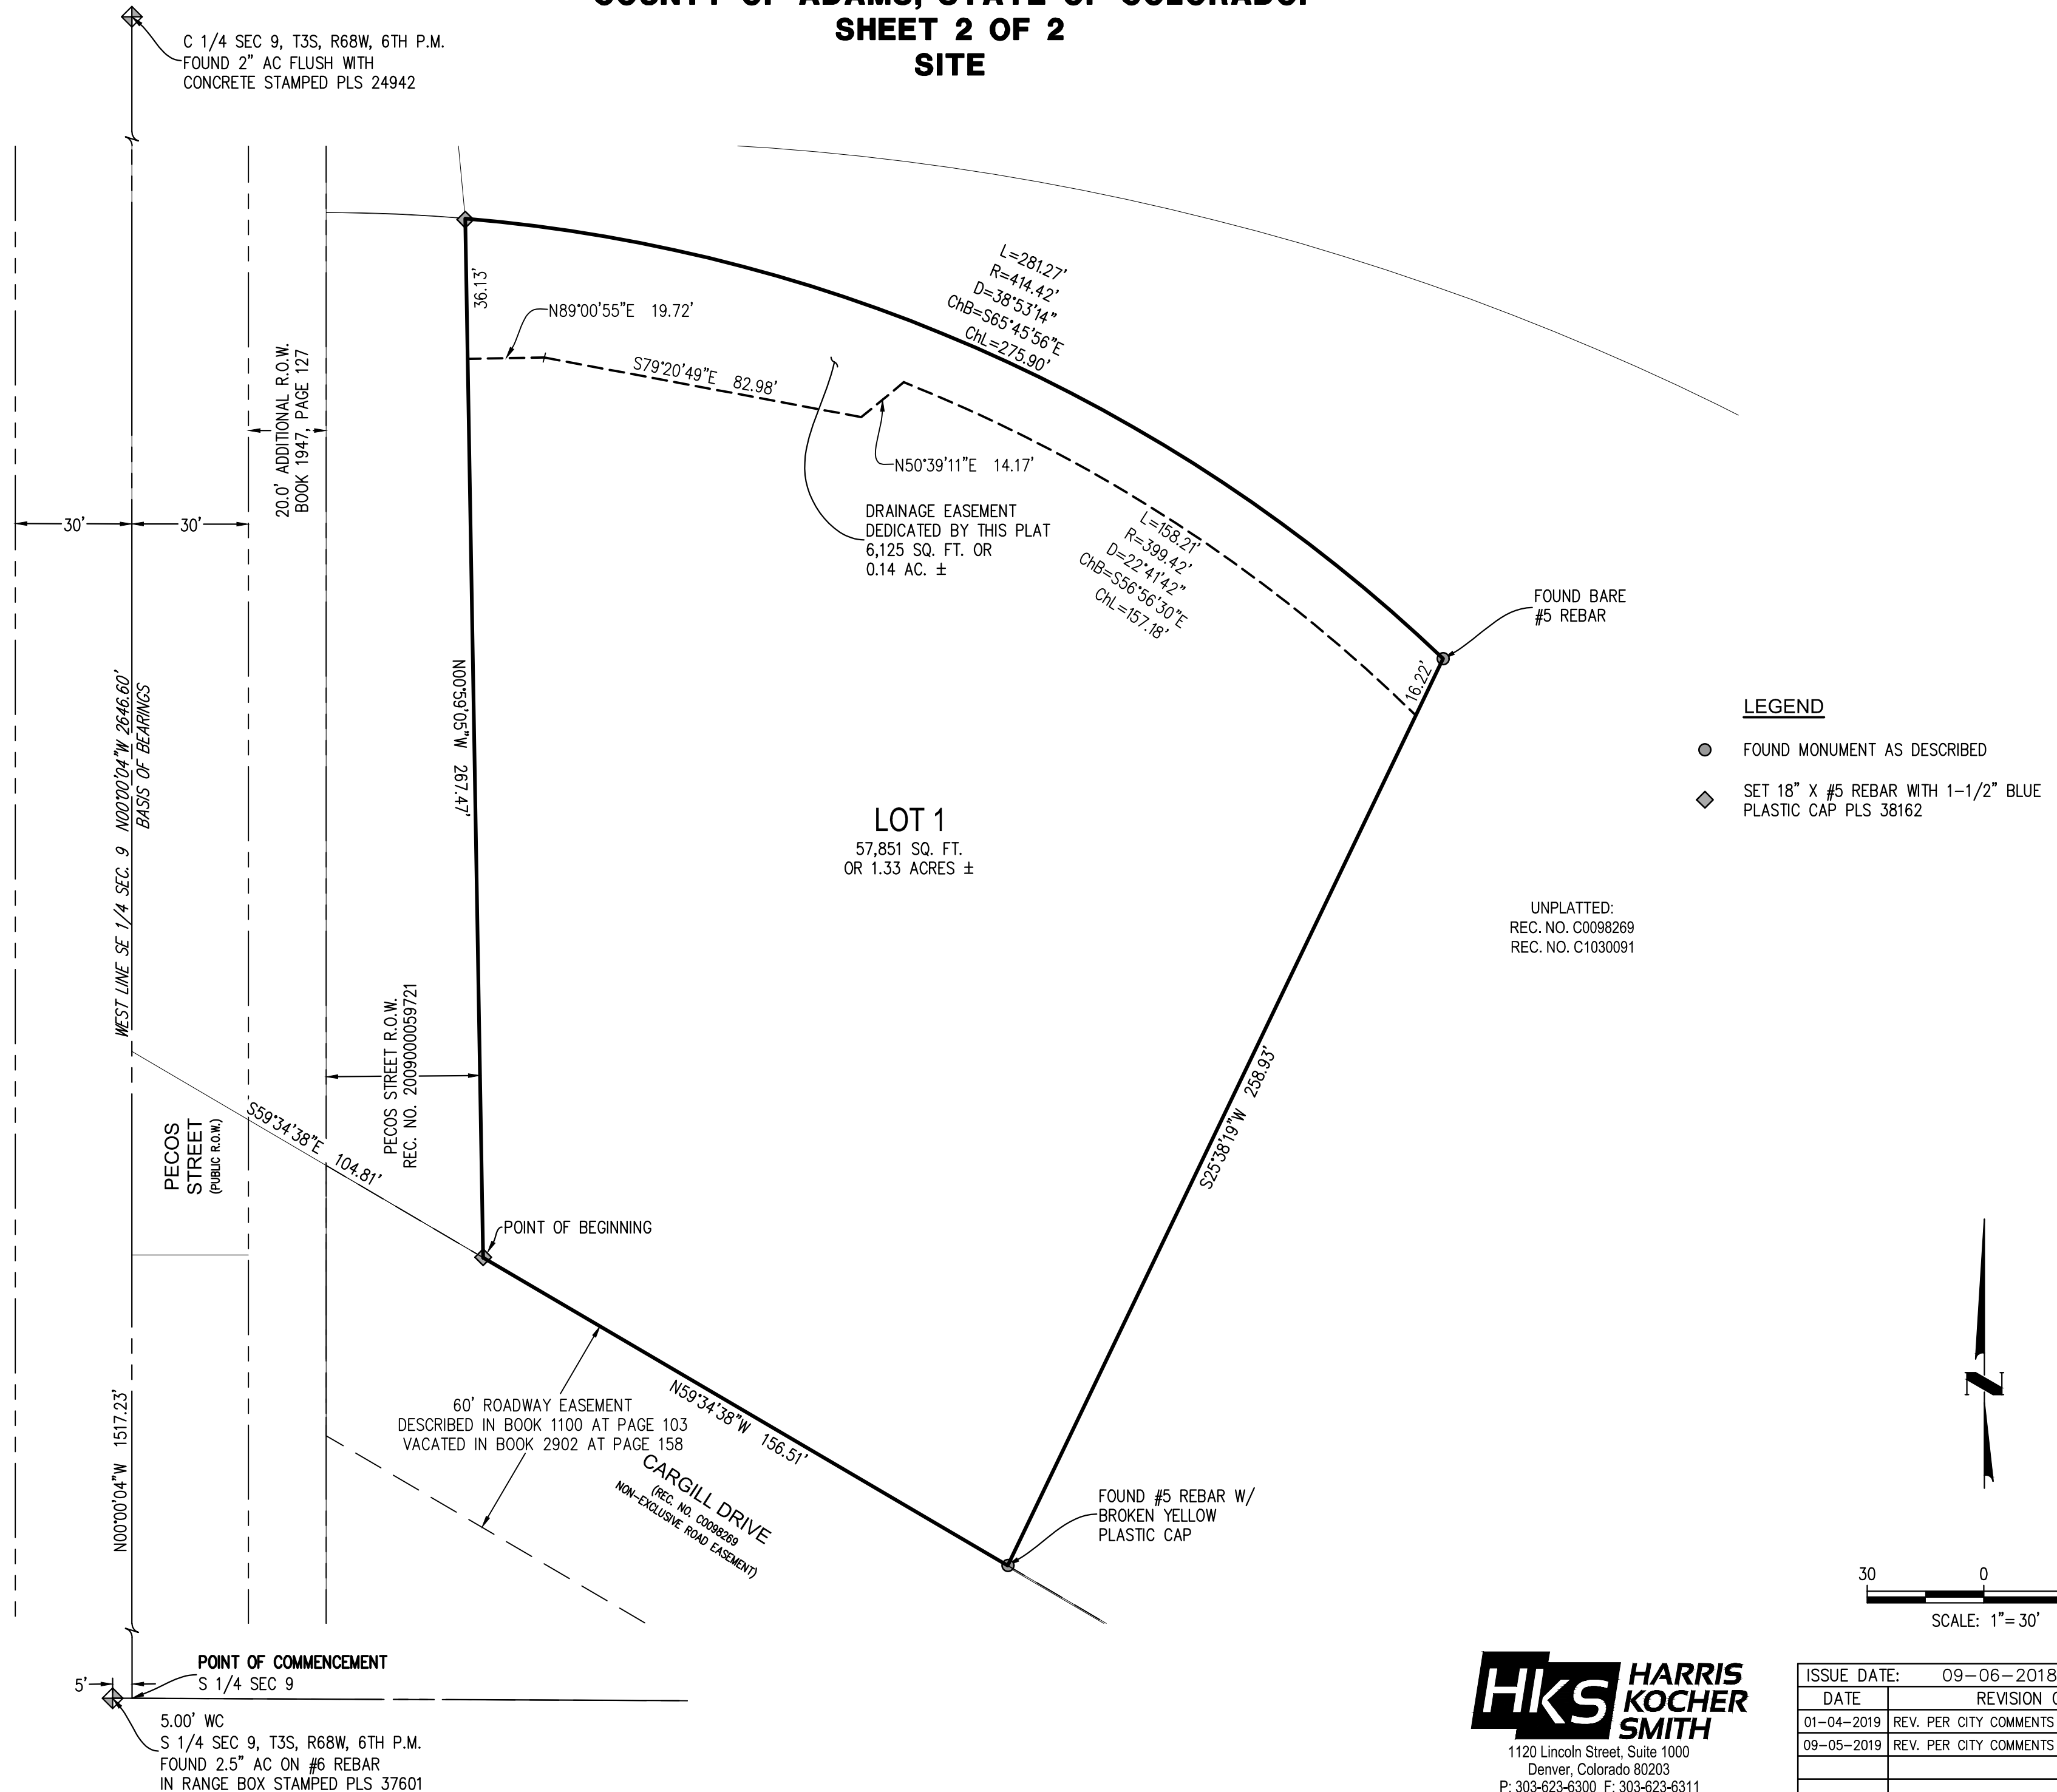 COUNTY OF ADAMS, STATE OF COLORADO.
SHEET 2 OF 2
SITE
C 1/4 SEC 9, T3S, R68W, 6TH P.M.
FOUND 2" AC FLUSH WITH
CONCRETE STAMPED PLS 24942
36.13'
N89°00'55"E 19.72'
S79°20'49"E 82.98'
L=281.27'
R=414.42'
D=38°53'14"
ChB=S65°45'56"E
ChL=275.90'
20.0' ADDITIONAL R.O.W.
BOOK 1947, PAGE 127
30'
30'
N50°39'11"E 14.17'
DRAINAGE EASEMENT
DEDICATED BY THIS PLAT
6,125 SQ. FT. OR
0.14 AC. ±
L=158.21'
R=399.42'
D=22°41'42"
ChB=S56°56'30"E
ChL=157.18'
FOUND BARE
#5 REBAR
16.22'
WEST LINE SE 1/4 SEC. 9 N00°00'04"W 2646.60'
BASIS OF BEARINGS
N00°59'05"W 267.47'
LOT 1
57,851 SQ. FT.
OR 1.33 ACRES ±
LEGEND
FOUND MONUMENT AS DESCRIBED
SET 18" X #5 REBAR WITH 1-1/2" BLUE
PLASTIC CAP PLS 38162
UNPLATTED:
REC. NO. C0098269
REC. NO. C1030091
PECOS STREET R.O.W.
REC. NO. 2009000059721
S59°34'38"E 104.81'
PECOS
STREET
(PUBLIC R.O.W.)
S25°38'19"W 258.93'
POINT OF BEGINNING
60' ROADWAY EASEMENT
DESCRIBED IN BOOK 1100 AT PAGE 103
VACATED IN BOOK 2902 AT PAGE 158
N59°34'38"W 156.51'
CARGILL DRIVE
(REC. NO. C0098269
NON-EXCLUSIVE ROAD EASEMENT)
N00°00'04"W 1517.23'
FOUND #5 REBAR W/
BROKEN YELLOW
PLASTIC CAP
N
30 0
SCALE: 1"= 30'
POINT OF COMMENCEMENT
S 1/4 SEC 9
5'
5.00' WC
S 1/4 SEC 9, T3S, R68W, 6TH P.M.
FOUND 2.5" AC ON #6 REBAR
IN RANGE BOX STAMPED PLS 37601
HKS
HARRIS
KOCHER
SMITH
1120 Lincoln Street, Suite 1000
Denver, Colorado 80203
P: 303-623-6300 F: 303-623-6311
ISSUE DATE: 09-06-2018
DATE REVISION
01-04-2019 REV. PER CITY COMMENTS
09-05-2019 REV. PER CITY COMMENTS